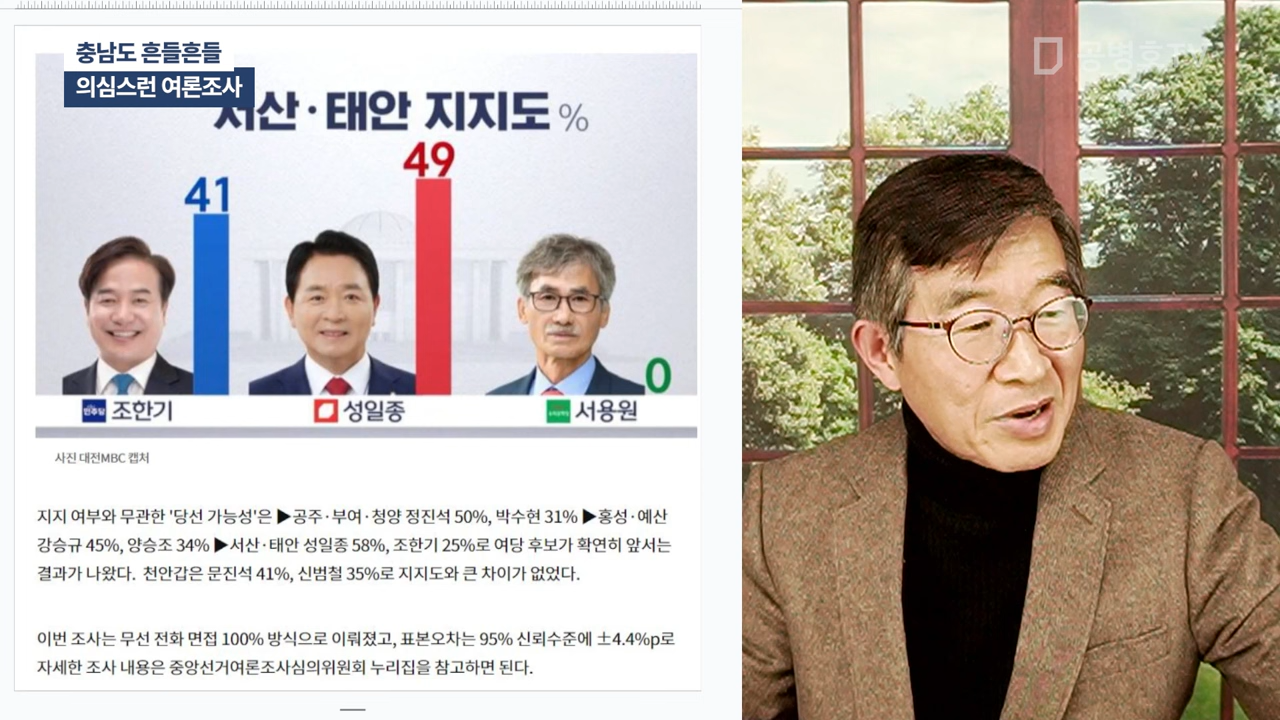 충남도 흔들흔들
의심스런 여론조사
서산·태안 지지도 %
41
49
0
민주당 조한기
성일종
서용원
사진 대전MBC 캡처
지지 여부와 무관한 '당선 가능성'은 ▶공주·부여·청양 정진석 50%, 박수현 31% ▶홍성·예산
강승규 45%, 양승조 34% ▶서산·태안 성일종 58%, 조한기 25%로 여당 후보가 확연히 앞서는
결과가 나왔다. 천안갑은 문진석 41%, 신범철 35%로 지지도와 큰 차이가 없었다.
이번 조사는 무선 전화 면접 100% 방식으로 이뤄졌고, 표본오차는 95% 신뢰수준에 ±4.4%p로
자세한 조사 내용은 중앙선거여론조사심의위원회 누리집을 참고하면 된다.